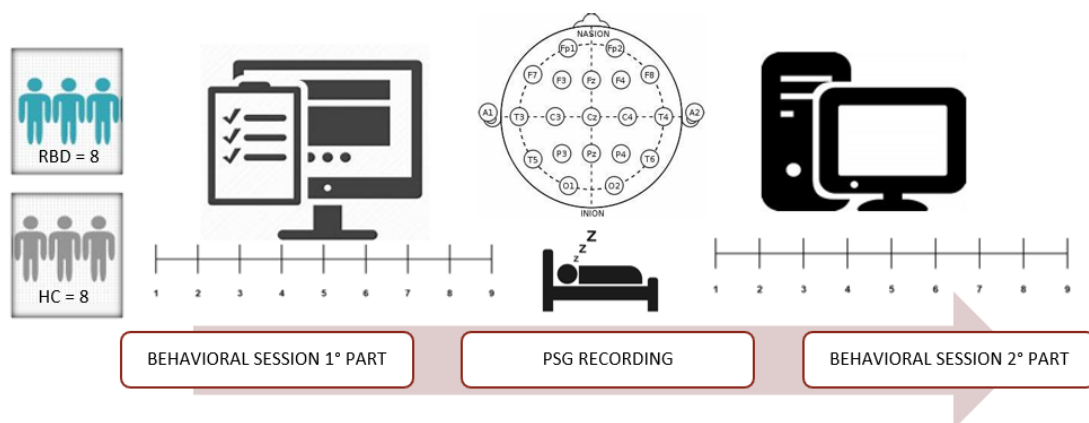 RBD = 8
HC = 8
1 2 3 4 5 6 7 8 9
NASION
Fp1 Fp2
F7 F3 Fz F4 F8
A1 T3 C3 Cz C4 T4 A2
T5 P3 Pz P4 T6
O1 O2
INION
z Z Z
1 2 3 4 5 6 7 8 9
BEHAVIORAL SESSION 1° PART
PSG RECORDING
BEHAVIORAL SESSION 2° PART